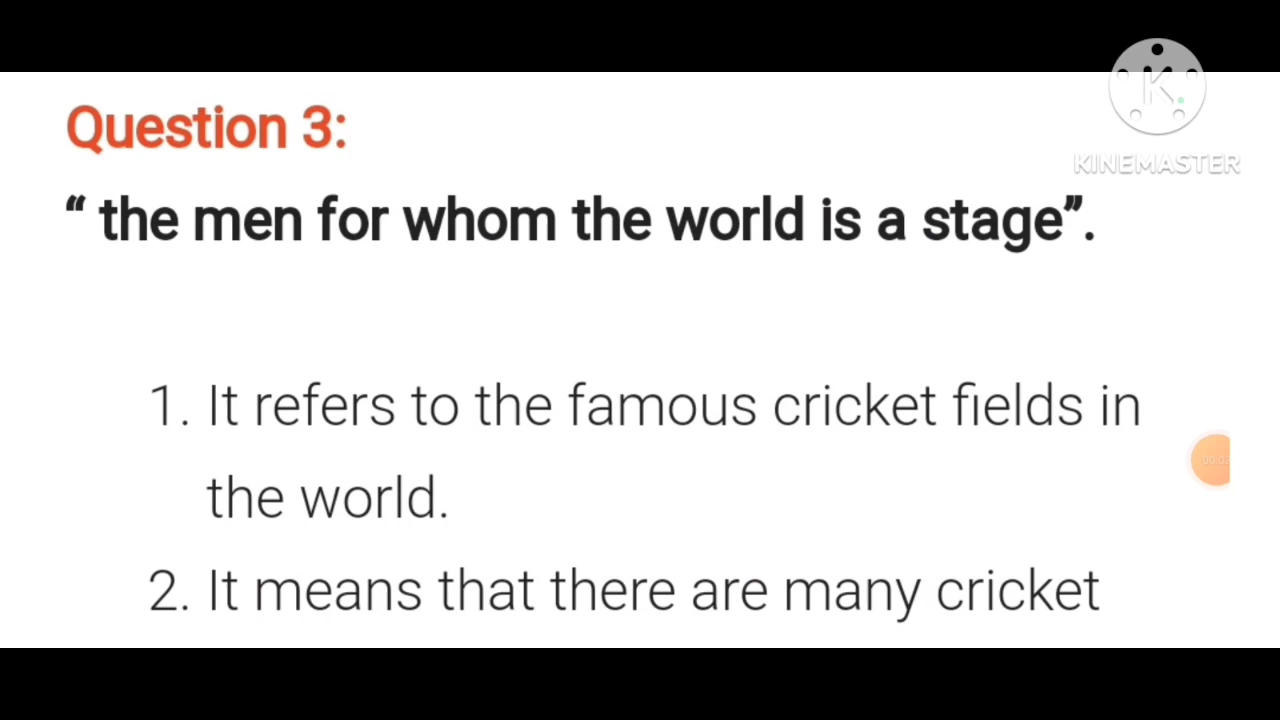 Question 3:
K
KINEMASTER
“ the men for whom the world is a stage”.
1. It refers to the famous cricket fields in
the world.
2. It means that there are many cricket